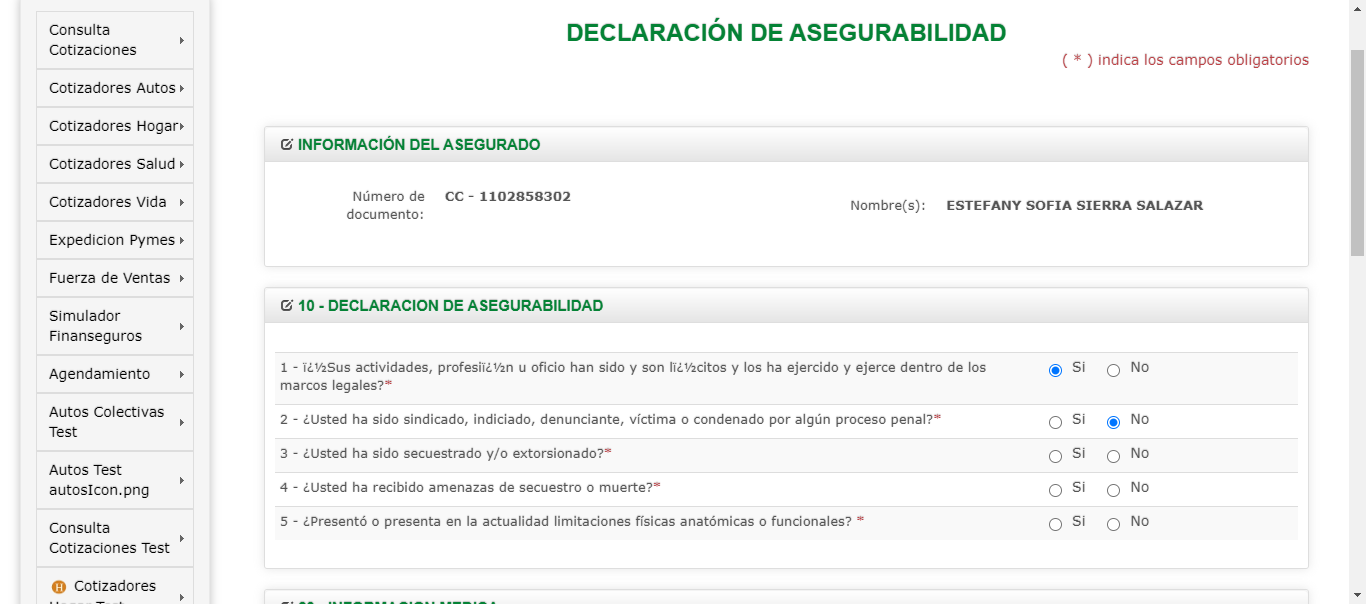 Consulta
Cotizaciones
Cotizadores Autos
Cotizadores Hogar
Cotizadores Salud
Cotizadores Vida
Expedicion Pymes
Fuerza de Ventas
Simulador
Finanseguros
Agendamiento
Autos Colectivas
Test
Autos Test
autosIcon.png
Consulta
Cotizaciones Test
H Cotizadores
Hogar Test
DECLARACIÓN DE ASEGURABILIDAD
( * ) indica los campos obligatorios
INFORMACIÓN DEL ASEGURADO
Número de documento: CC - 1102858302
Nombre(s): ESTEFANY SOFIA SIERRA SALAZAR
10 - DECLARACION DE ASEGURABILIDAD
1 - ï¿½Sus actividades, profesiï¿½n u oficio han sido y son lï¿½citos y los ha ejercido y ejerce dentro de los
marcos legales?* Si No
2 - ¿Usted ha sido sindicado, indiciado, denunciante, víctima o condenado por algún proceso penal?* Si No
3 - ¿Usted ha sido secuestrado y/o extorsionado?* Si No
4 - ¿Usted ha recibido amenazas de secuestro o muerte?* Si No
5 - ¿Presentó o presenta en la actualidad limitaciones físicas anatómicas o funcionales? * Si No
INFORMACION MEDICA